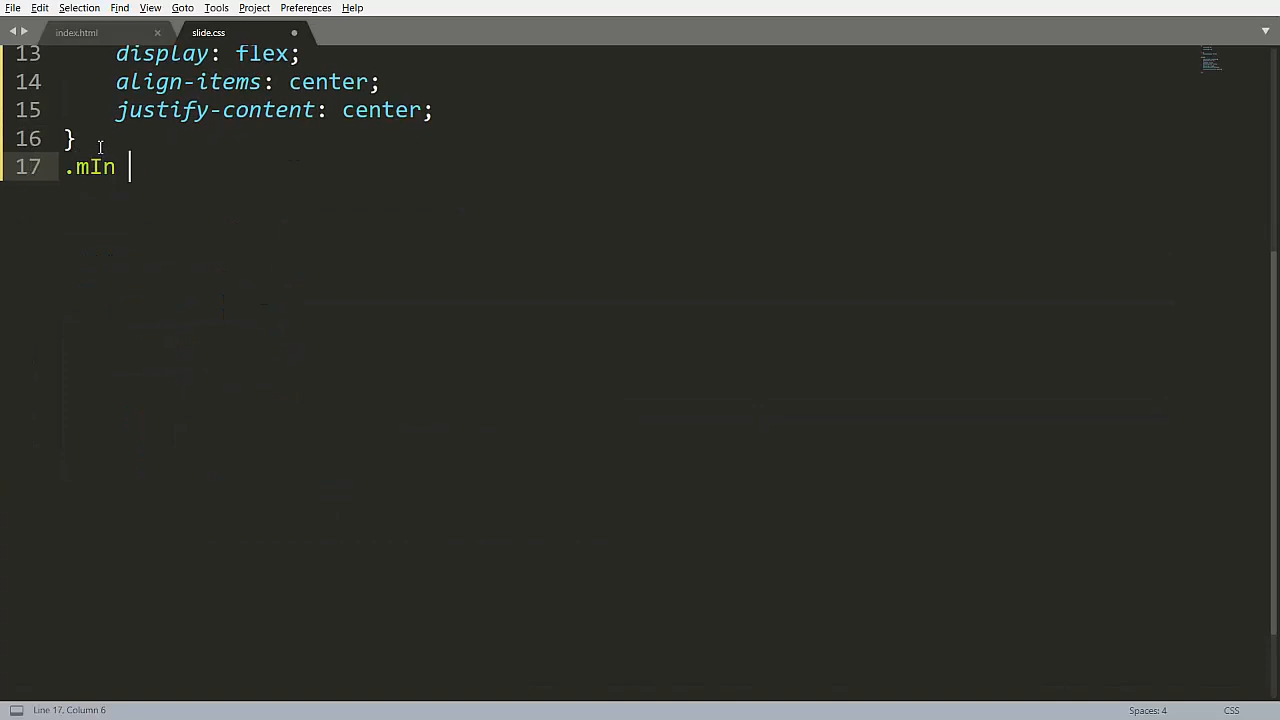 File Edit Selection Find View Goto Tools Project Preferences Help
index.html × slide.css
13 display: flex;
14 align-items: center;
15 justify-content: center;
16 }
17 .mIn
Line 17, Column 6 Spaces: 4 CSS